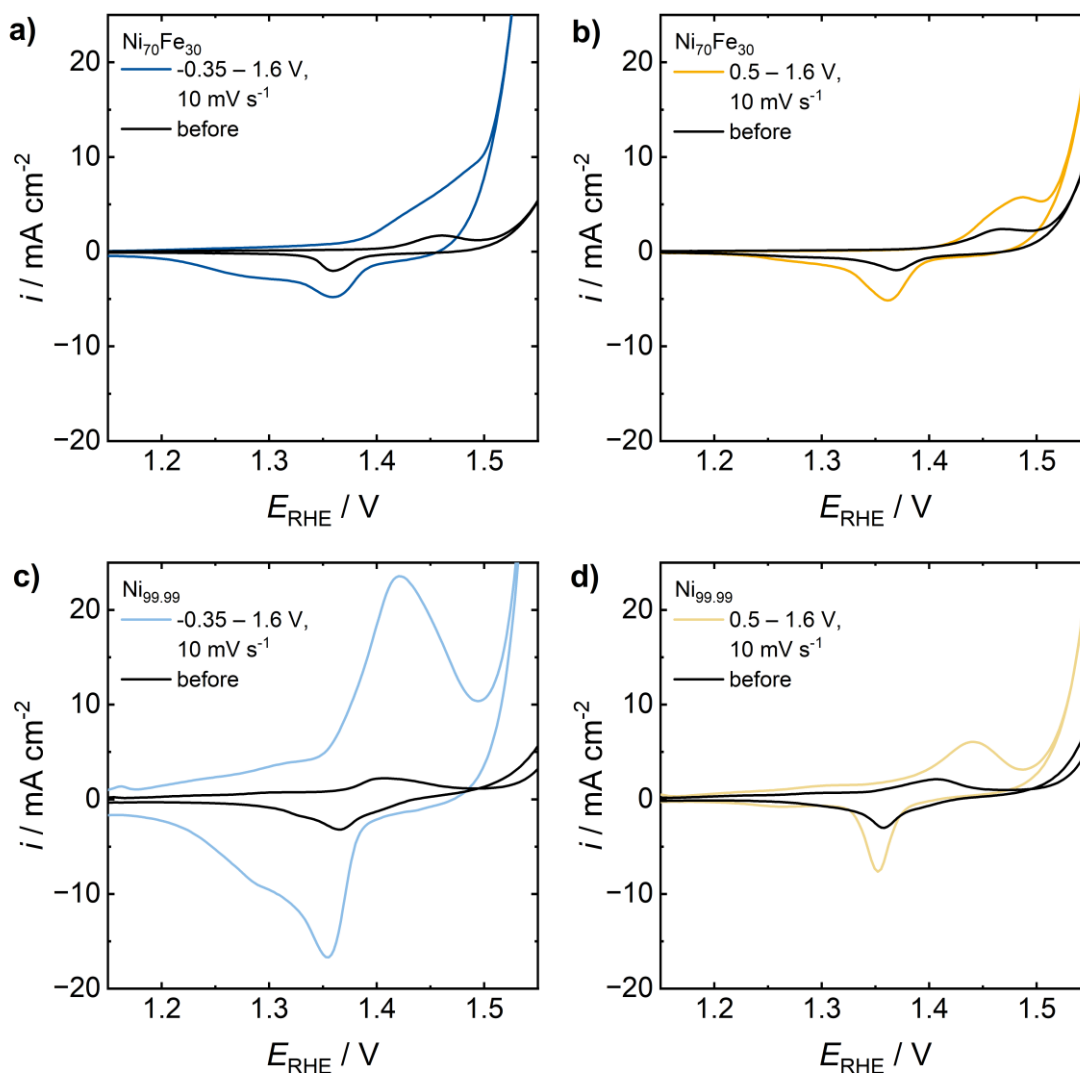 a)
Ni₇₀Fe₃₀
-0.35 – 1.6 V,
10 mV s⁻¹
before
20
10
0
−10
−20
i / mA cm⁻²
1.2 1.3 1.4 1.5
E_RHE / V
b)
Ni₇₀Fe₃₀
0.5 – 1.6 V,
10 mV s⁻¹
before
20
10
0
−10
−20
i / mA cm⁻²
1.2 1.3 1.4 1.5
E_RHE / V
c)
Ni₉₉.₉₉
-0.35 – 1.6 V,
10 mV s⁻¹
before
20
10
0
−10
−20
i / mA cm⁻²
1.2 1.3 1.4 1.5
E_RHE / V
d)
Ni₉₉.₉₉
0.5 – 1.6 V,
10 mV s⁻¹
before
20
10
0
−10
−20
i / mA cm⁻²
1.2 1.3 1.4 1.5
E_RHE / V